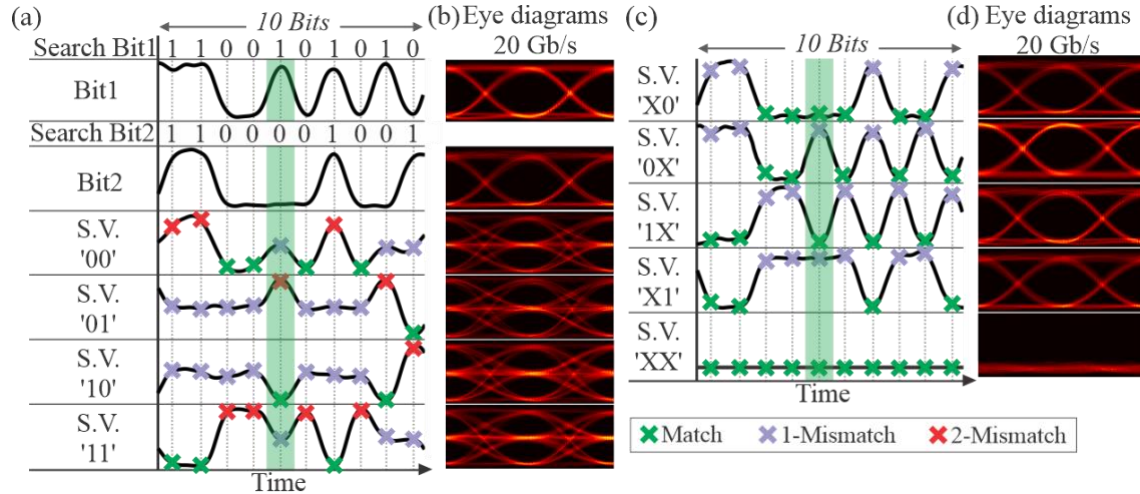 (a)
10 Bits
Search Bit1 1 1 0 0 1 0 1 0 1 0
Bit1
Search Bit2 1 1 0 0 0 0 1 0 0 1
Bit2
S.V.
'00'
S.V.
'01'
S.V.
'10'
S.V.
'11'
Time
(b) Eye diagrams
20 Gb/s
(c)
10 Bits
S.V.
'X0'
S.V.
'0X'
S.V.
'1X'
S.V.
'X1'
S.V.
'XX'
Time
(d) Eye diagrams
20 Gb/s
Match 1-Mismatch 2-Mismatch